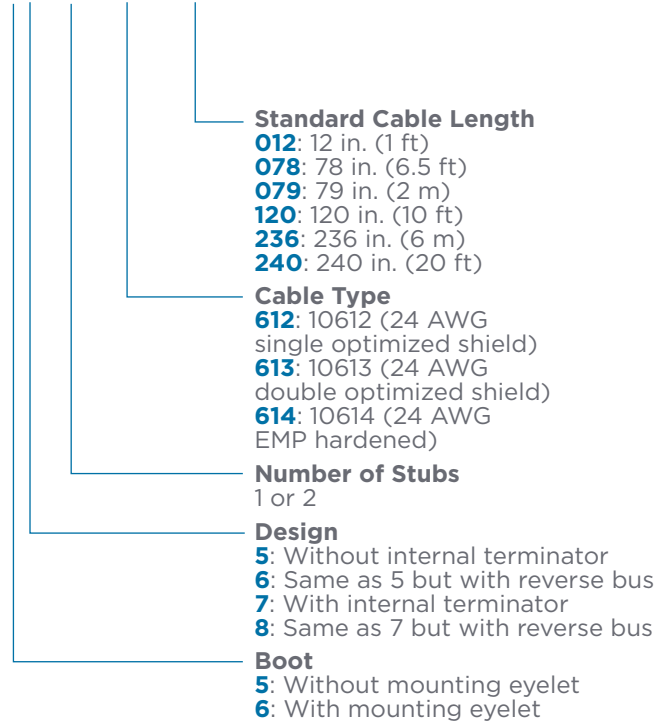 Standard Cable Length
012: 12 in. (1 ft)
078: 78 in. (6.5 ft)
079: 79 in. (2 m)
120: 120 in. (10 ft)
236: 236 in. (6 m)
240: 240 in. (20 ft)
Cable Type
612: 10612 (24 AWG
single optimized shield)
613: 10613 (24 AWG
double optimized shield)
614: 10614 (24 AWG
EMP hardened)
Number of Stubs
1 or 2
Design
5: Without internal terminator
6: Same as 5 but with reverse bus
7: With internal terminator
8: Same as 7 but with reverse bus
Boot
5: Without mounting eyelet
6: With mounting eyelet